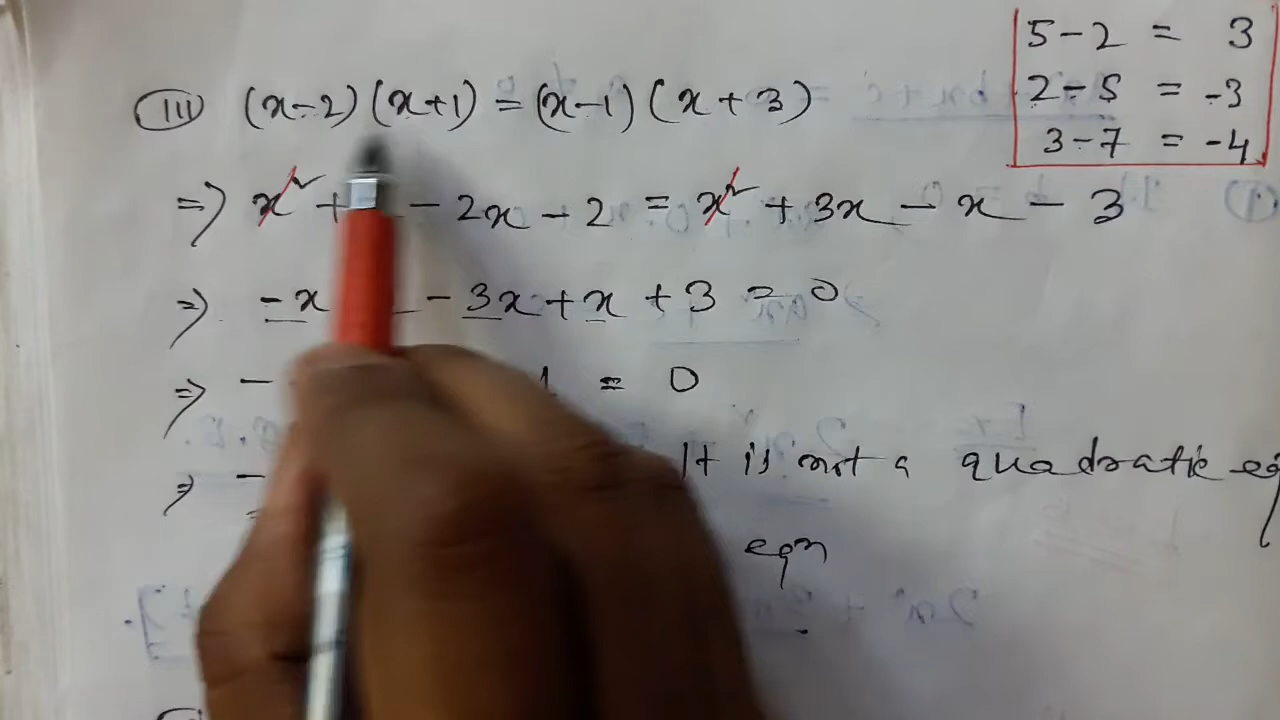 5 - 2 = 3
2 - 5 = -3
3 - 7 = -4
(III) (x-2)(x+1) = (x-1)(x+3)
=> x² + - 2x - 2 = x² + 3x - x - 3
=> -x - 3x + x + 3 = 0
=> - 1 = 0
=> - It is not a quadratic eq
eqn